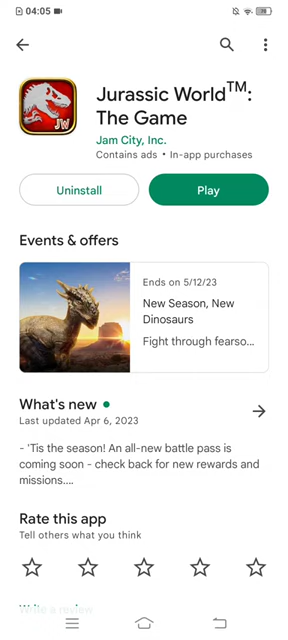 04:05
Jurassic World™:
The Game
Jam City, Inc.
Contains ads • In-app purchases
Uninstall
Play
Events & offers
Ends on 5/12/23
New Season, New
Dinosaurs
Fight through fearso...
What's new
Last updated Apr 6, 2023
- 'Tis the season! An all-new battle pass is
coming soon - check back for new rewards and
missions....
Rate this app
Tell others what you think
Write a review